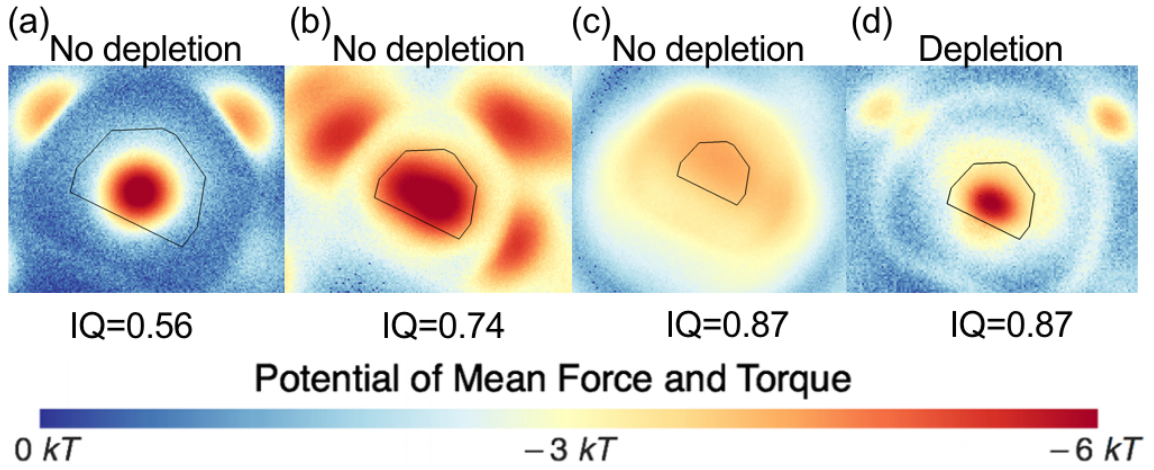 (a) (b) (c) (d)
No depletion No depletion No depletion Depletion
IQ=0.56 IQ=0.74 IQ=0.87 IQ=0.87
Potential of Mean Force and Torque
0 kT −3 kT −6 kT